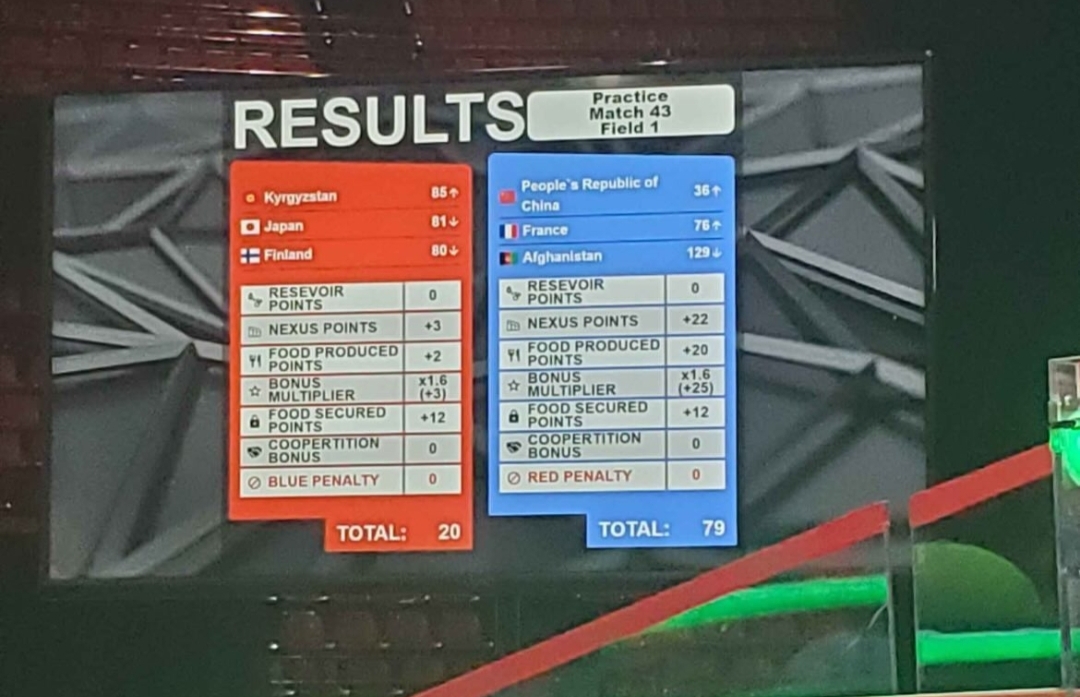 RESULTS
Practice
Match 43
Field 1
Kyrgyzstan 85↑
Japan 81↓
Finland 80↓
RESEVOIR
POINTS 0
NEXUS POINTS +3
FOOD PRODUCED
POINTS +2
BONUS
MULTIPLIER x1.6
(+3)
FOOD SECURED
POINTS +12
COOPERTITION
BONUS 0
BLUE PENALTY 0
TOTAL: 20
People`s Republic of
China 36↑
France 76↑
Afghanistan 129↓
RESEVOIR
POINTS 0
NEXUS POINTS +22
FOOD PRODUCED
POINTS +20
BONUS
MULTIPLIER x1.6
(+25)
FOOD SECURED
POINTS +12
COOPERTITION
BONUS 0
RED PENALTY 0
TOTAL: 79